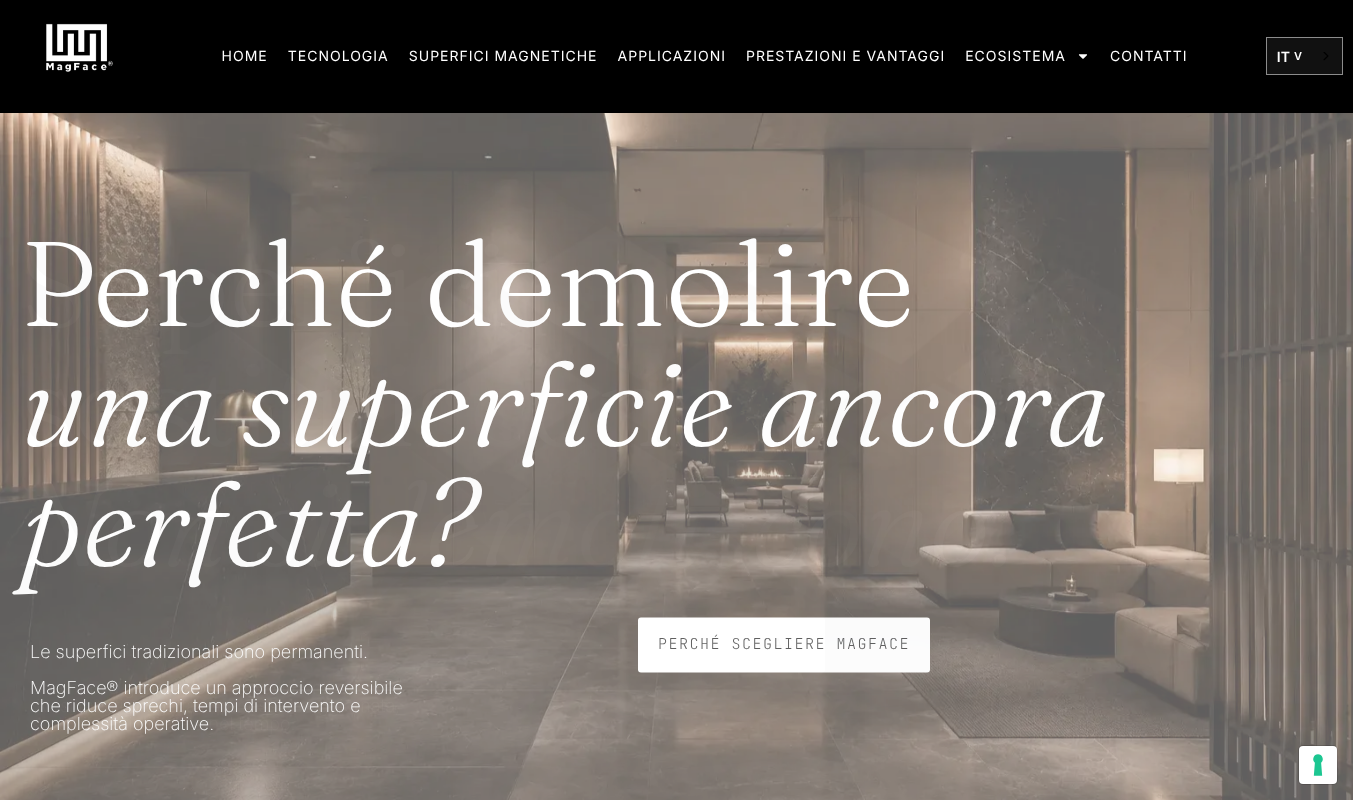 MagFace®
HOME TECNOLOGIA SUPERFICI MAGNETICHE APPLICAZIONI PRESTAZIONI E VANTAGGI ECOSISTEMA CONTATTI
IT V
Perché demolire
una superficie ancora
perfetta?
PERCHÉ SCEGLIERE MAGFACE
Le superfici tradizionali sono permanenti.
MagFace® introduce un approccio reversibile
che riduce sprechi, tempi di intervento e
complessità operative.